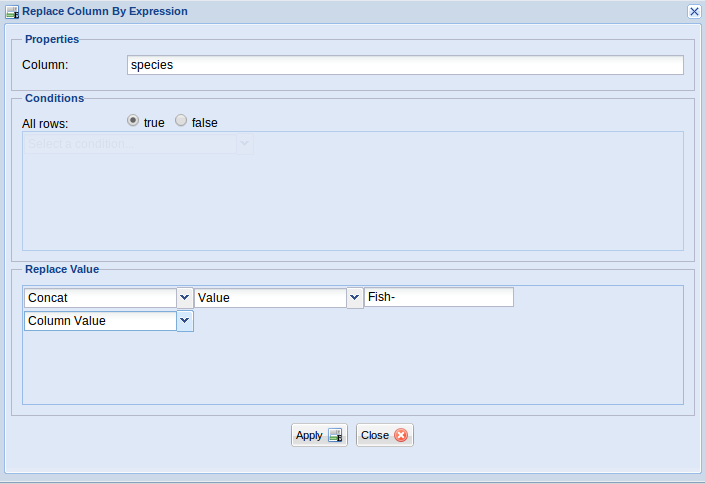 Replace Column By Expression
Properties
Column: species
Conditions
All rows: true false
Select a condition...
Replace Value
Concat Value Fish-
Column Value
Apply Close